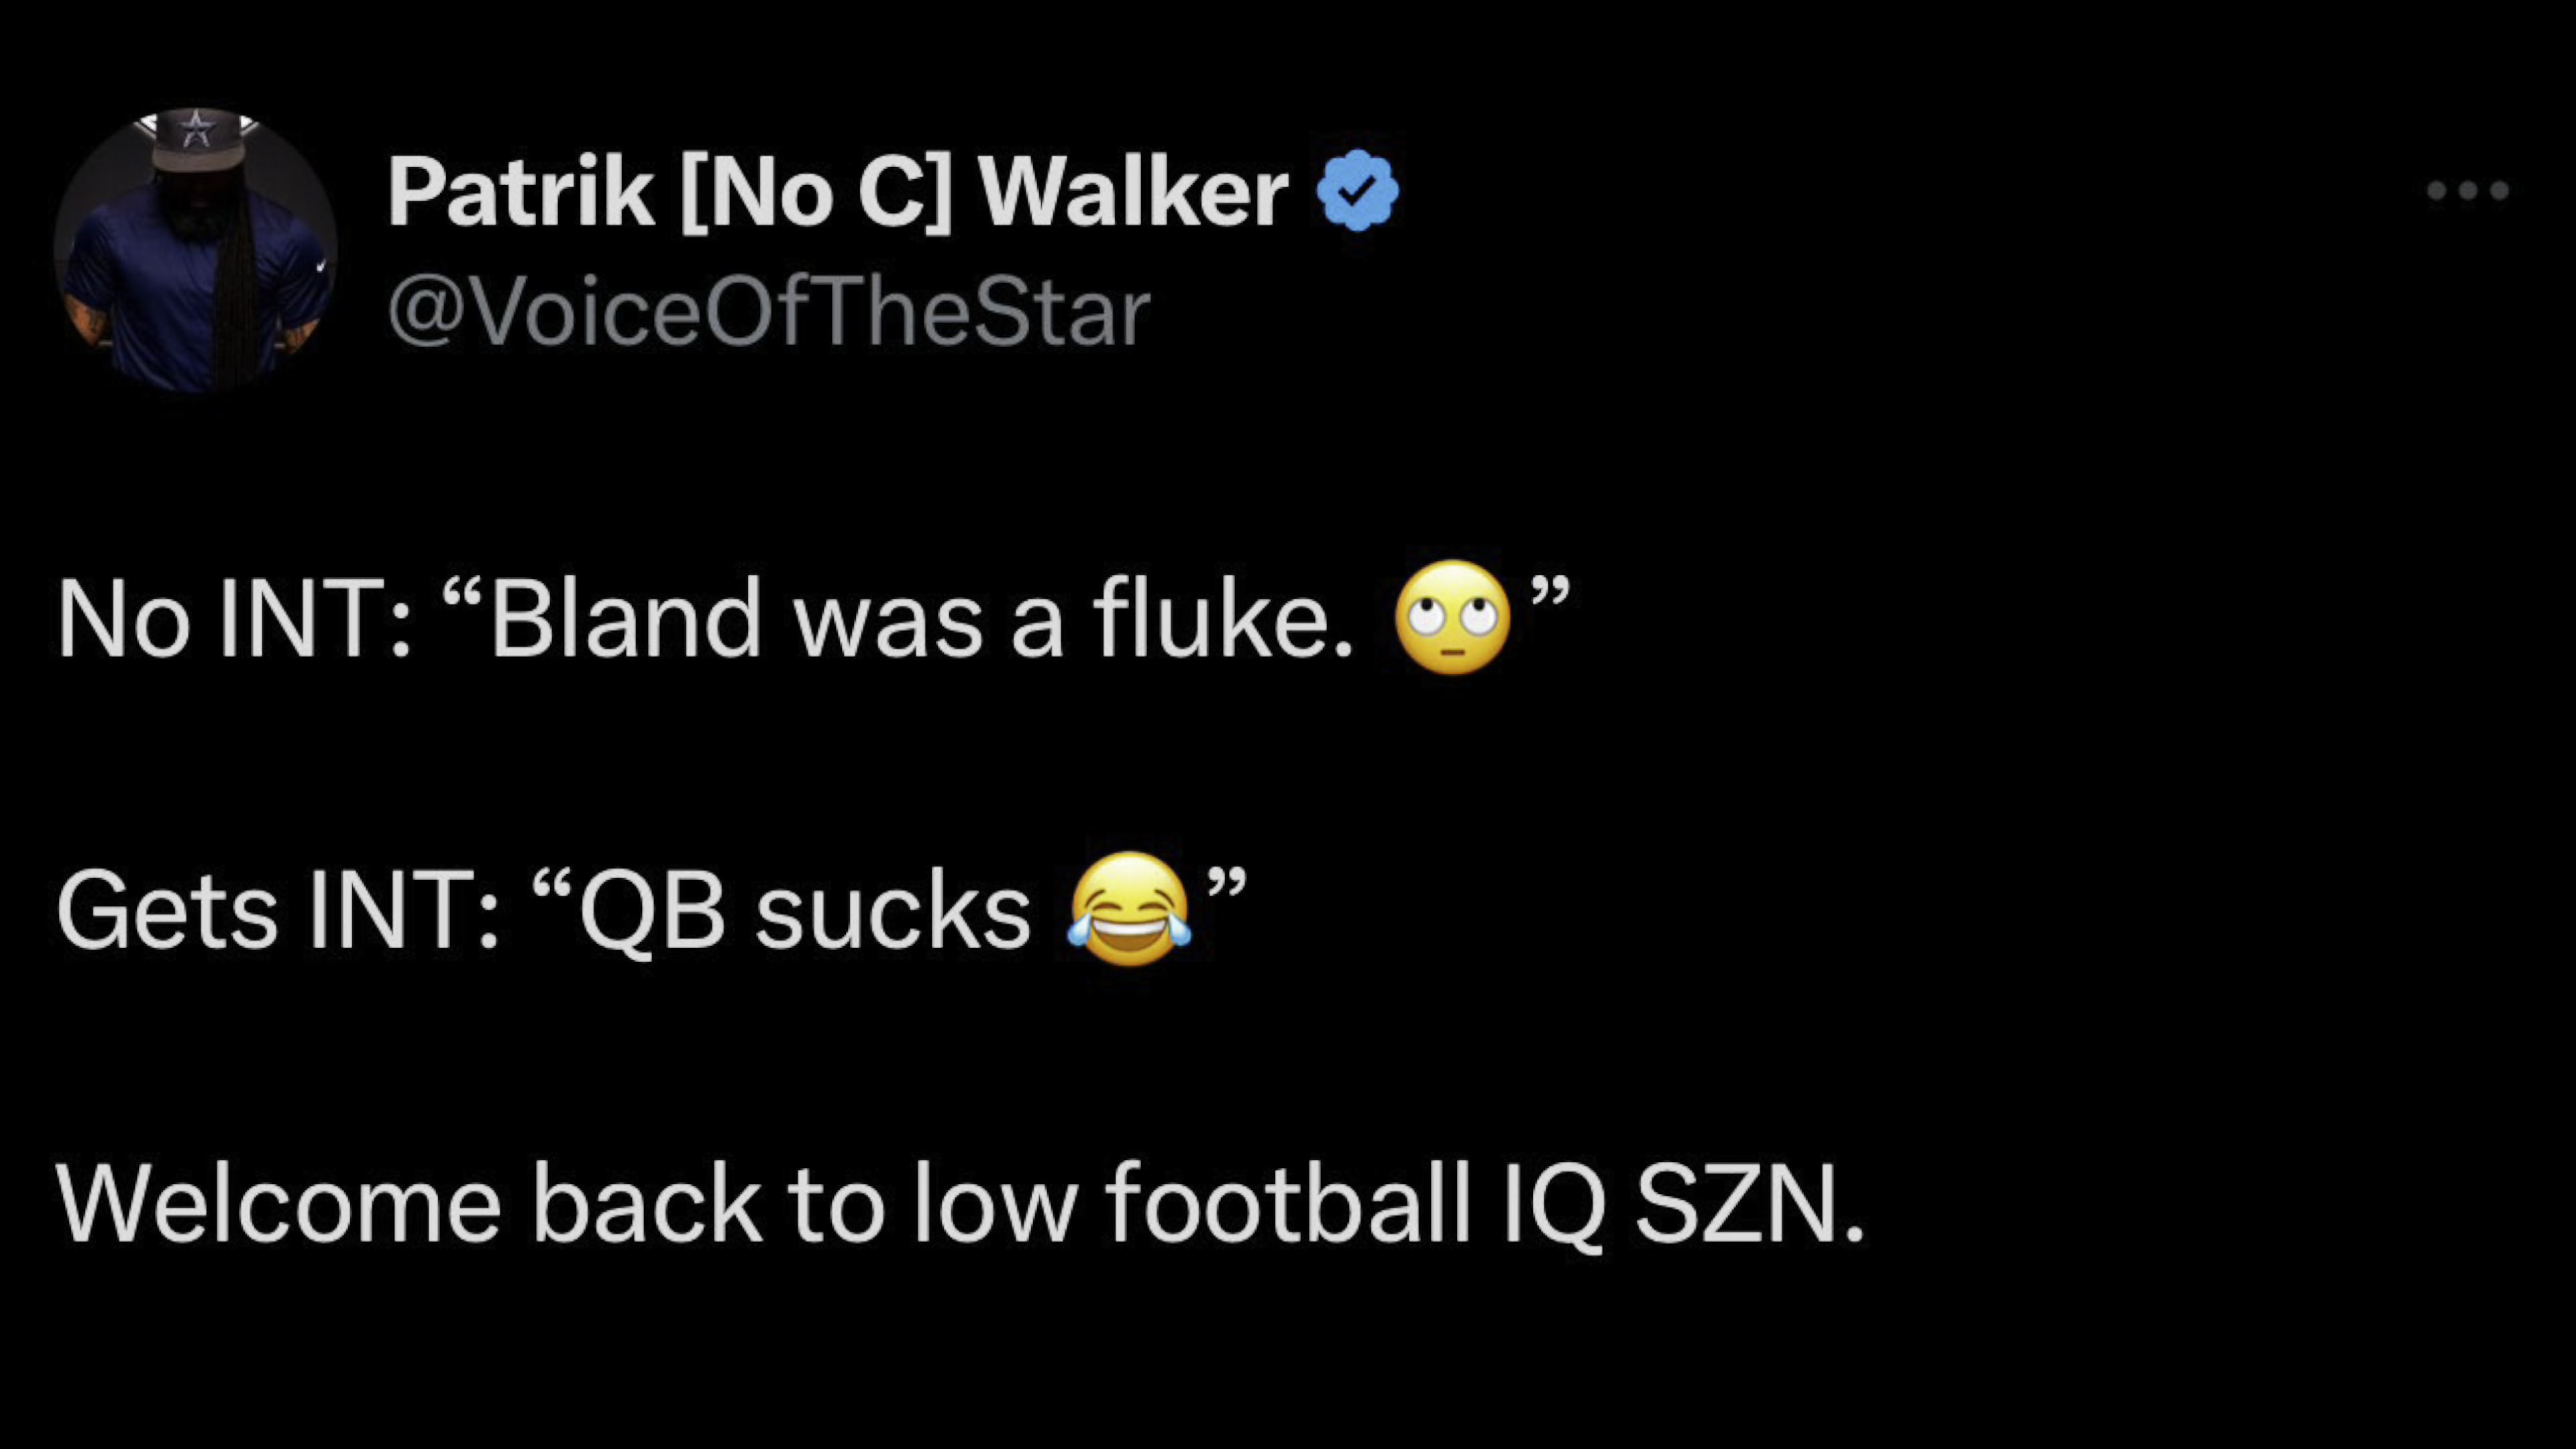 Patrik [No C] Walker
@VoiceOfTheStar
No INT: “Bland was a fluke. 🙄”
Gets INT: “QB sucks 😂”
Welcome back to low football IQ SZN.